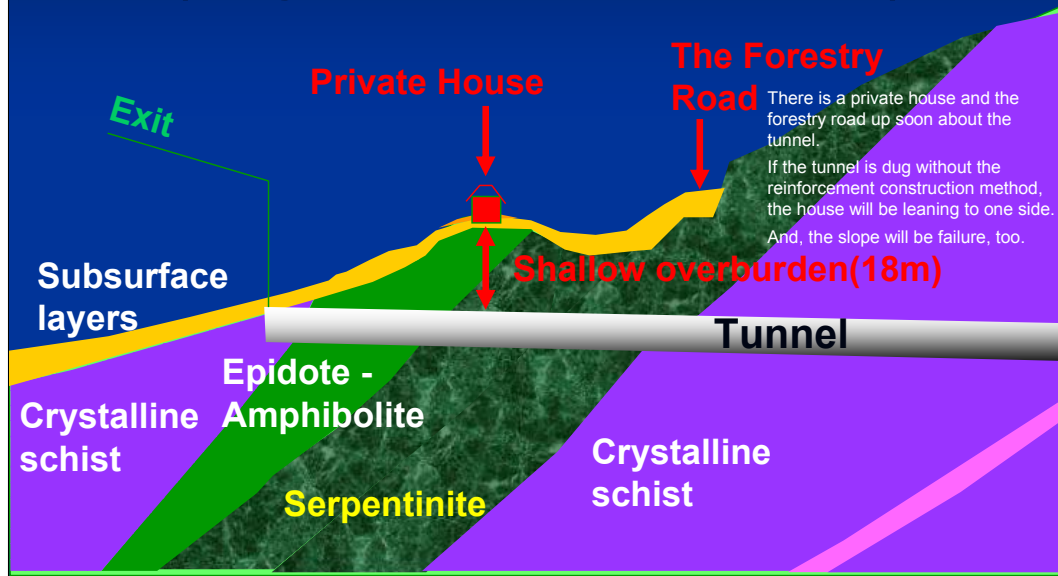 Private House
The Forestry
Road
Exit
There is a private house and the
forestry road up soon about the
tunnel.
If the tunnel is dug without the
reinforcement construction method,
the house will be leaning to one side.
And, the slope will be failure, too.
Shallow overburden(18m)
Subsurface
layers
Tunnel
Epidote -
Amphibolite
Crystalline
schist
Crystalline
schist
Serpentinite